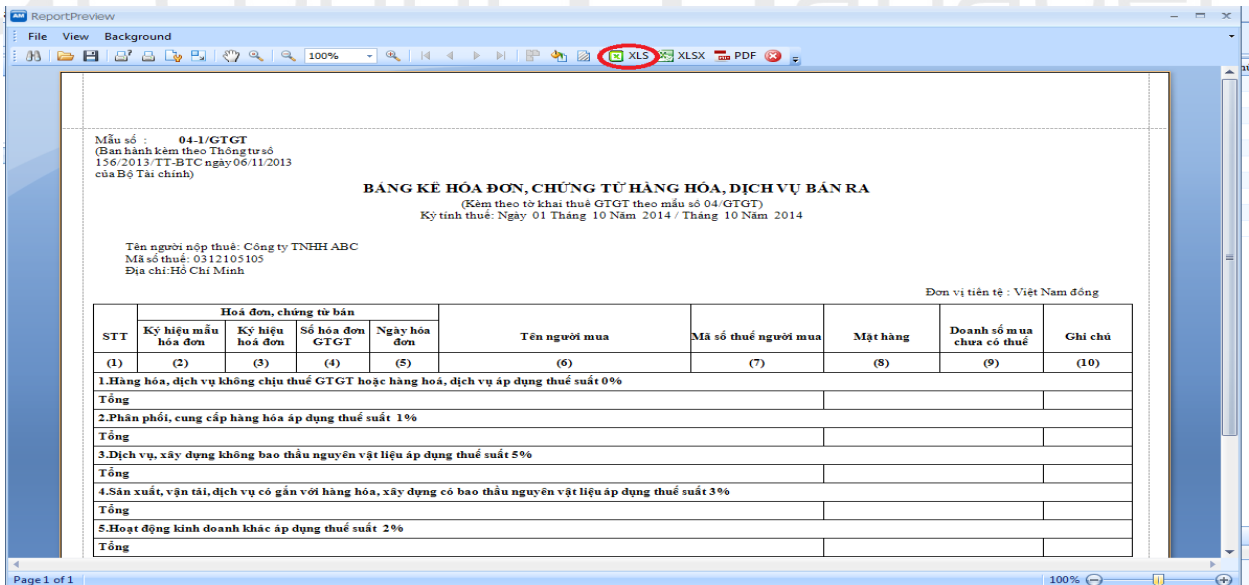 AM ReportPreview
File View Background
100% XLS XLSX PDF
Mẫu số : 04-1/GTGT
(Ban hành kèm theo Thông tư số
156/2013/TT-BTC ngày 06/11/2013
của Bộ Tài chính)
BẢNG KÊ HÓA ĐƠN, CHỨNG TỪ HÀNG HÓA, DỊCH VỤ BÁN RA
(Kèm theo tờ khai thuế GTGT theo mẫu số 04/GTGT)
Kỳ tính thuế: Ngày 01 Tháng 10 Năm 2014 / Tháng 10 Năm 2014
Tên người nộp thuế: Công ty TNHH ABC
Mã số thuế: 0312105105
Địa chỉ:Hồ Chí Minh
Đơn vị tiền tệ : Việt Nam đồng
STT
Hoá đơn, chứng từ bán
Ký hiệu mẫu hóa đơn
Ký hiệu hoá đơn
Số hóa đơn GTGT
Ngày hóa đơn
Tên người mua
Mã số thuế người mua
Mặt hàng
Doanh số mua chưa có thuế
Ghi chú
(1) (2) (3) (4) (5) (6) (7) (8) (9) (10)
1.Hàng hóa, dịch vụ không chịu thuế GTGT hoặc hàng hoá, dịch vụ áp dụng thuế suất 0%
Tổng
2.Phân phối, cung cấp hàng hóa áp dụng thuế suất 1%
Tổng
3.Dịch vụ, xây dựng không bao thầu nguyên vật liệu áp dụng thuế suất 5%
Tổng
4.Sản xuất, vận tải, dịch vụ có gắn với hàng hóa, xây dựng có bao thầu nguyên vật liệu áp dụng thuế suất 3%
Tổng
5.Hoạt động kinh doanh khác áp dụng thuế suất 2%
Tổng
Page 1 of 1 100%